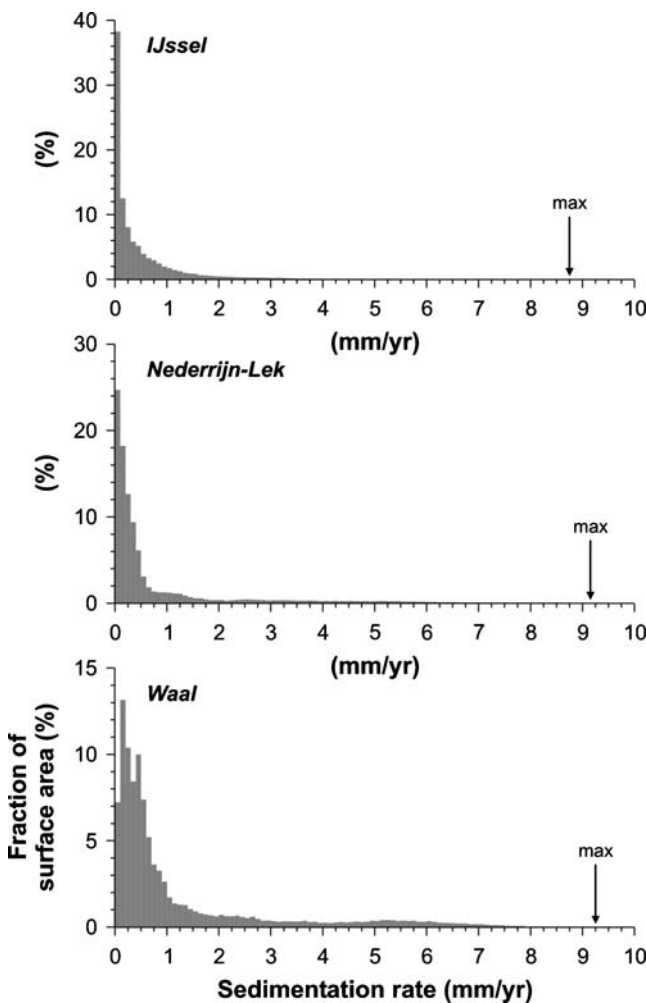 40
IJssel
30
(%)
20
max
10
0
0 1 2 3 4 5 6 7 8 9 10
(mm/yr)
30
Nederrijn-Lek
20
(%)
max
10
0
0 1 2 3 4 5 6 7 8 9 10
(mm/yr)
15
Waal
10
Fraction of
surface area (%)
5
max
0
0 1 2 3 4 5 6 7 8 9 10
Sedimentation rate (mm/yr)